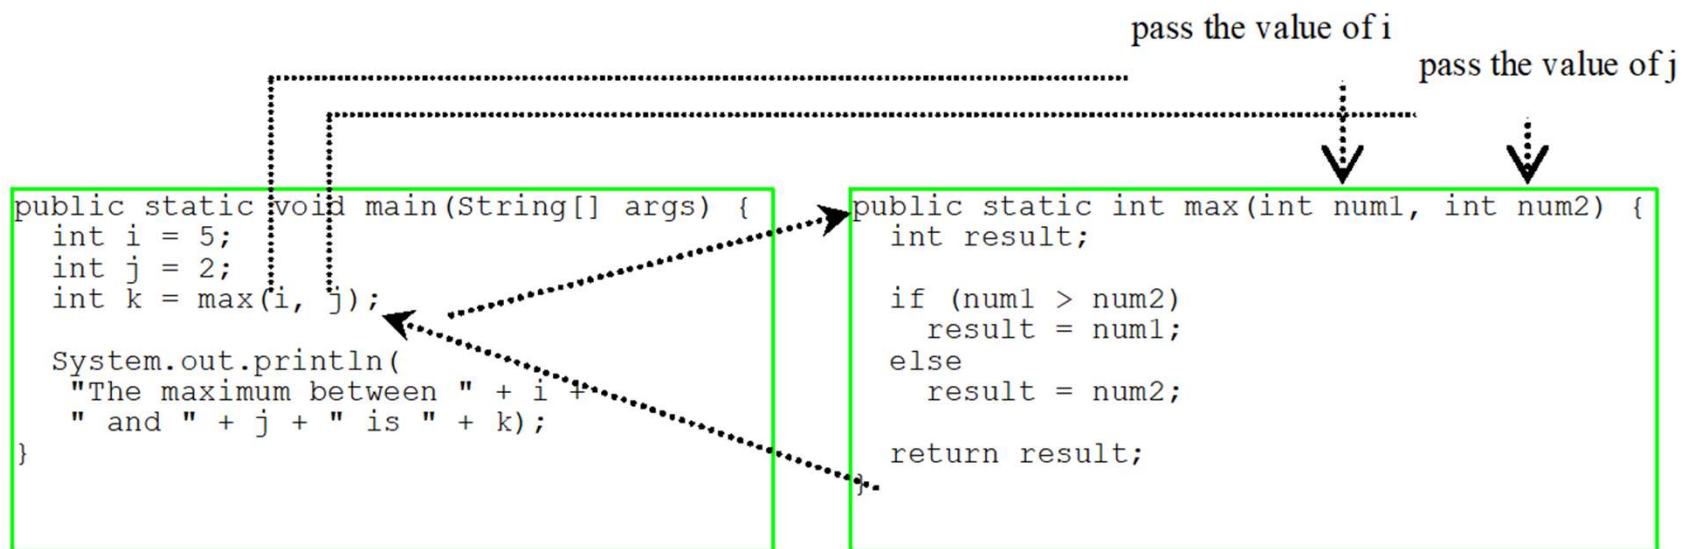 pass the value of i
pass the value of j
public static void main(String[] args) {
  int i = 5;
  int j = 2;
  int k = max(i, j);
  System.out.println(
   "The maximum between " + i +
   " and " + j + " is " + k);
}
public static int max(int num1, int num2) {
  int result;
  if (num1 > num2)
    result = num1;
  else
    result = num2;
  return result;
}